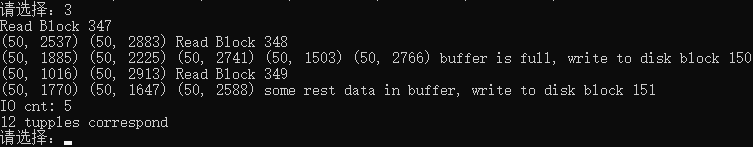 请选择：3
Read Block 347
(50, 2537) (50, 2883) Read Block 348
(50, 1885) (50, 2225) (50, 2741) (50, 1503) (50, 2766) buffer is full, write to disk block 150
(50, 1016) (50, 2913) Read Block 349
(50, 1770) (50, 1647) (50, 2588) some rest data in buffer, write to disk block 151
IO cnt: 5
12 tupples correspond
请选择：